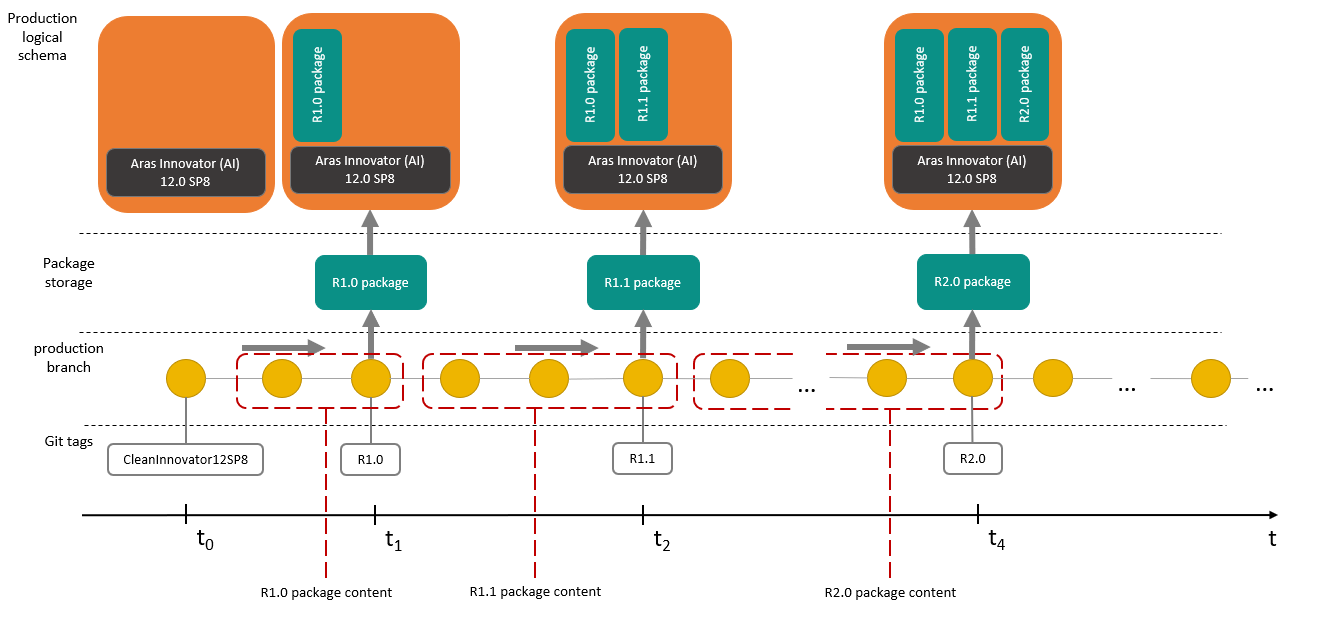 Production
logical
schema
Aras Innovator (AI)
12.0 SP8
R1.0 package
Aras Innovator (AI)
12.0 SP8
R1.0 package
R1.1 package
Aras Innovator (AI)
12.0 SP8
R1.0 package
R1.1 package
R2.0 package
Aras Innovator (AI)
12.0 SP8
Package
storage
R1.0 package
R1.1 package
R2.0 package
production
branch
...
...
...
Git tags
CleanInnovator12SP8
R1.0
R1.1
R2.0
t0
t1
t2
t4
t
R1.0 package content
R1.1 package content
R2.0 package content